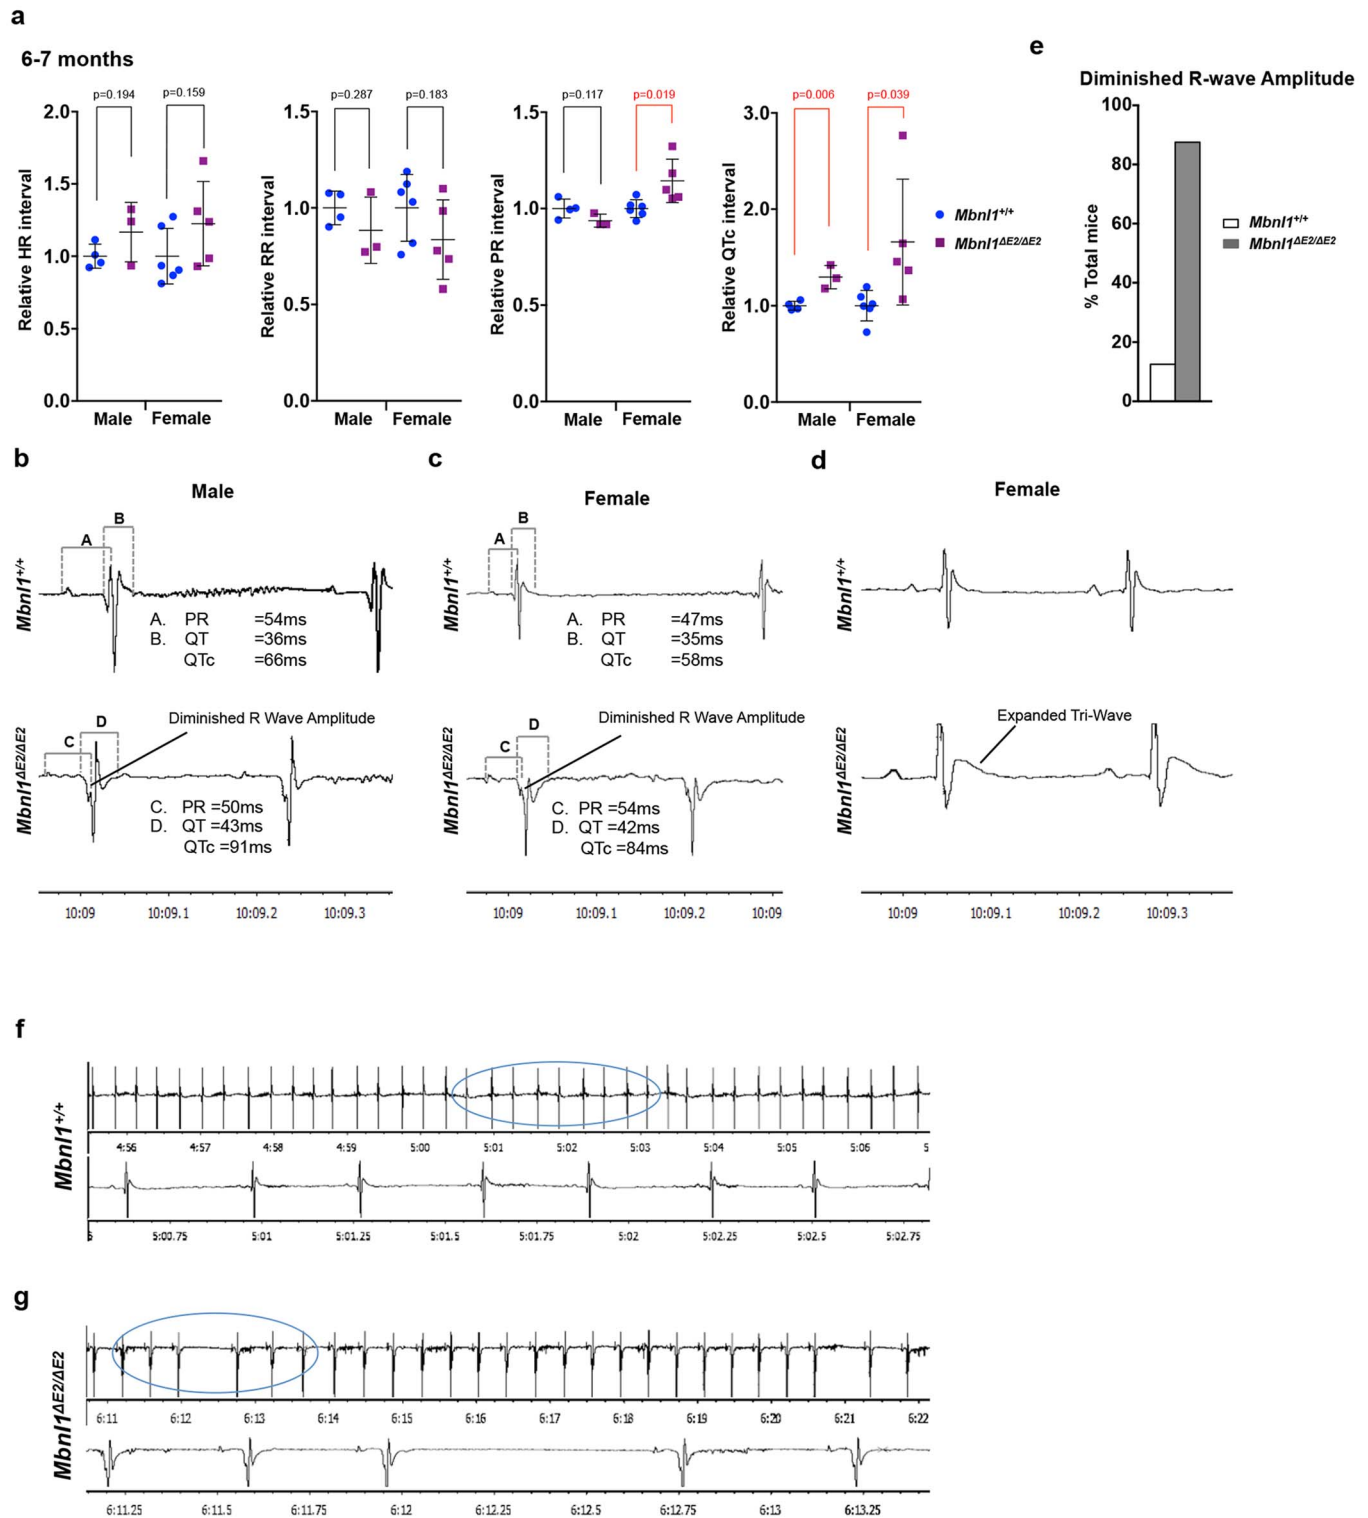 a
6-7 months
p=0.194
p=0.159
2.0
1.5
1.0
0.5
0.0
Relative HR interval
Male Female
p=0.287
p=0.183
1.5
1.0
0.5
0.0
Relative RR interval
Male Female
p=0.117
p=0.019
1.5
1.0
0.5
0.0
Relative PR interval
Male Female
p=0.006
p=0.039
3.0
2.0
1.0
0.0
Relative QTc interval
Male Female
Mbnl1+/+
Mbnl1ΔE2/ΔE2
e
Diminished R-wave Amplitude
100
80
60
40
20
0
% Total mice
Mbnl1+/+
Mbnl1ΔE2/ΔE2
b
Male
Mbnl1+/+
A
B
A. PR =54ms
B. QT =36ms
QTc =66ms
Mbnl1ΔE2/ΔE2
C
D
Diminished R Wave Amplitude
C. PR =50ms
D. QT =43ms
QTc =91ms
10:09 10:09.1 10:09.2 10:09.3
c
Female
Mbnl1+/+
A
B
A. PR =47ms
B. QT =35ms
QTc =58ms
Mbnl1ΔE2/ΔE2
C
D
Diminished R Wave Amplitude
C. PR =54ms
D. QT =42ms
QTc =84ms
10:09 10:09.1 10:09.2 10:09
d
Female
Mbnl1+/+
Mbnl1ΔE2/ΔE2
Expanded Tri-Wave
10:09 10:09.1 10:09.2 10:09.3
f
Mbnl1+/+
4:56 4:57 4:58 4:59 5:00 5:01 5:02 5:03 5:04 5:05 5:06 5
5:00.75 5:01 5:01.25 5:01.5 5:01.75 5:02 5:02.25 5:02.5 5:02.75
g
Mbnl1ΔE2/ΔE2
6:11 6:12 6:13 6:14 6:15 6:16 6:17 6:18 6:19 6:20 6:21 6:22
6:11.25 6:11.5 6:11.75 6:12 6:12.25 6:12.5 6:12.75 6:13 6:13.25